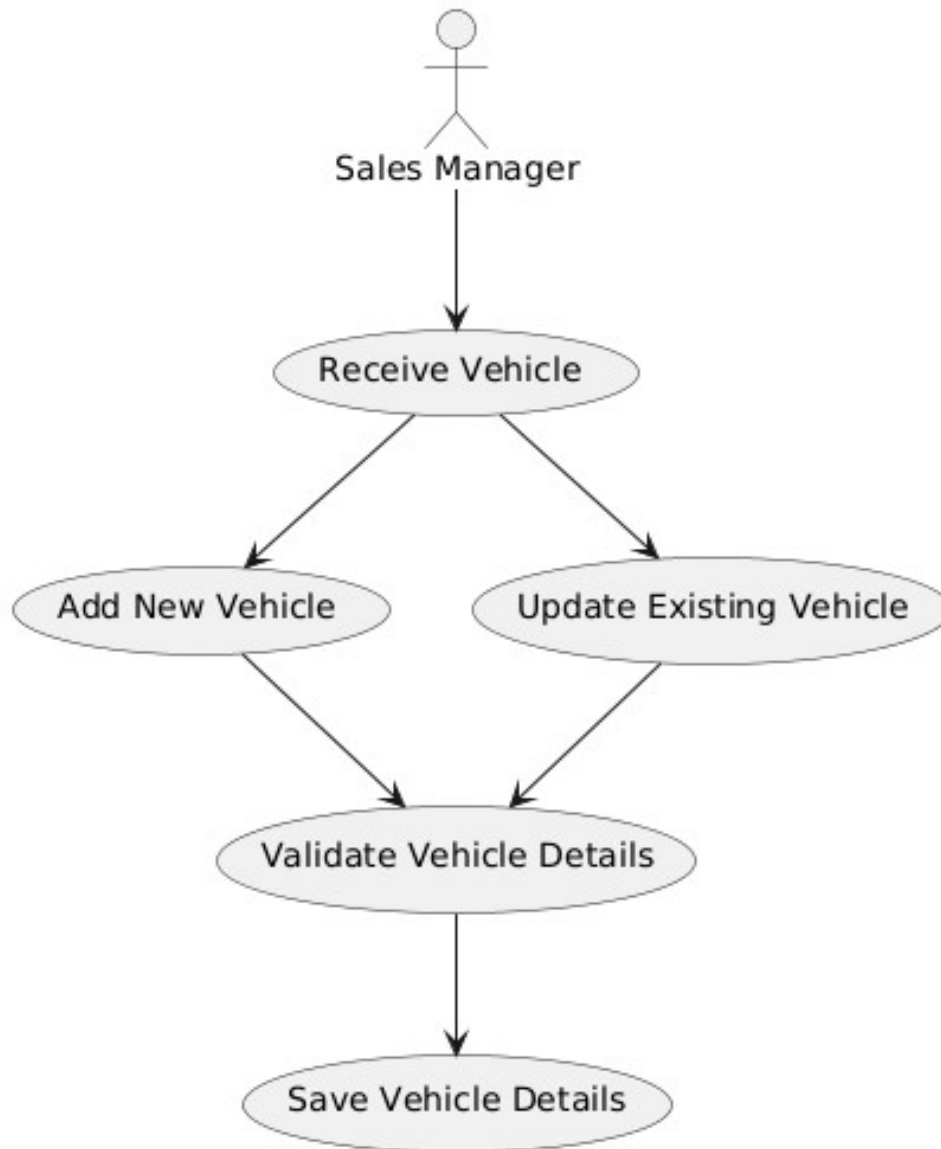 Sales Manager
Receive Vehicle
Add New Vehicle
Update Existing Vehicle
Validate Vehicle Details
Save Vehicle Details